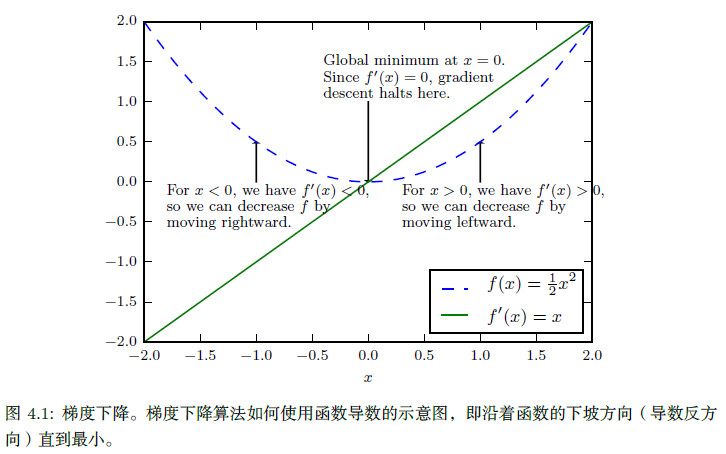 2.0
1.5
1.0
0.5
0.0
−0.5
−1.0
−1.5
−2.0
Global minimum at x = 0.
Since f′(x) = 0, gradient
descent halts here.
For x < 0, we have f′(x) < 0,
so we can decrease f by
moving rightward.
For x > 0, we have f′(x) > 0,
so we can decrease f by
moving leftward.
f(x) = ½x²
f′(x) = x
−2.0 −1.5 −1.0 −0.5 0.0 0.5 1.0 1.5 2.0
x
图 4.1: 梯度下降。梯度下降算法如何使用函数导数的示意图，即沿着函数的下坡方向（导数反方
向）直到最小。